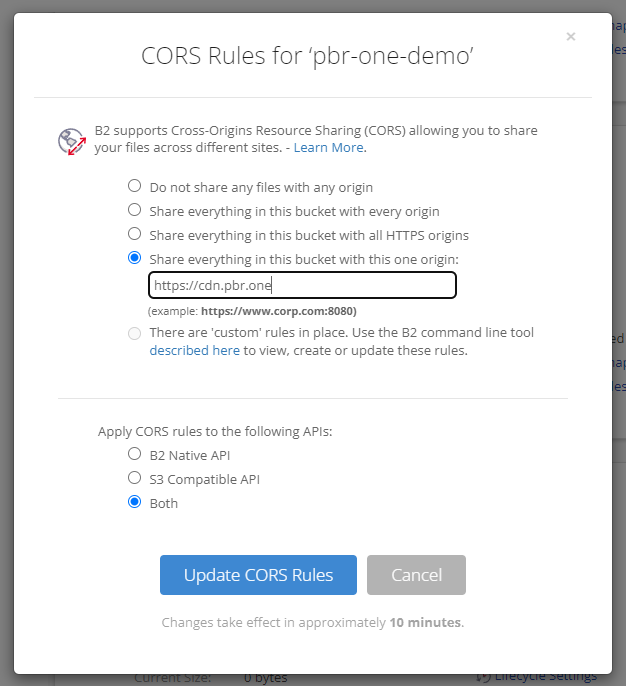 CORS Rules for ‘pbr-one-demo’
×
B2 supports Cross-Origins Resource Sharing (CORS) allowing you to share
your files across different sites. - Learn More.
Do not share any files with any origin
Share everything in this bucket with every origin
Share everything in this bucket with all HTTPS origins
Share everything in this bucket with this one origin:
https://cdn.pbr.one
(example: https://www.corp.com:8080)
There are 'custom' rules in place. Use the B2 command line tool
described here to view, create or update these rules.
Apply CORS rules to the following APIs:
B2 Native API
S3 Compatible API
Both
Update CORS Rules
Cancel
Changes take effect in approximately 10 minutes.
Current Size: 0 bytes
Lifecycle Settings